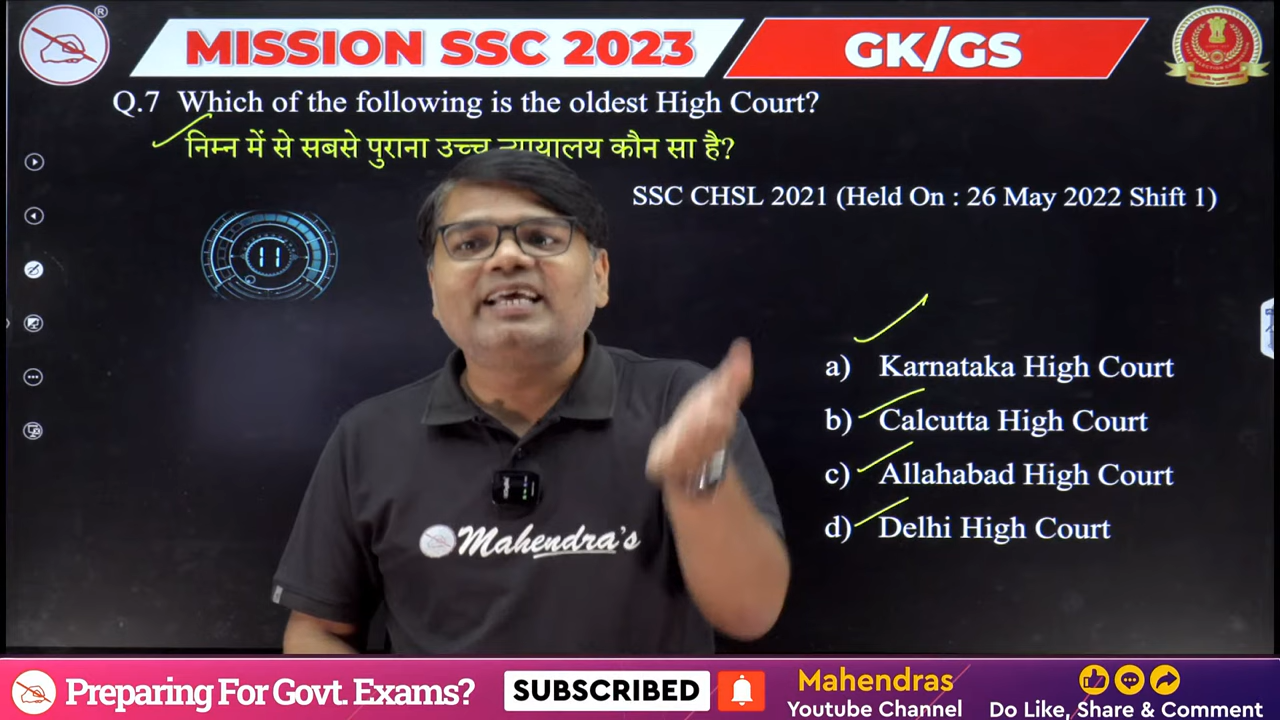 MISSION SSC 2023
GK/GS
Q.7 Which of the following is the oldest High Court?
निम्न में से सबसे पुराना उच्च न्यायालय कौन सा है?
SSC CHSL 2021 (Held On : 26 May 2022 Shift 1)
11
a) Karnataka High Court
b) Calcutta High Court
c) Allahabad High Court
d) Delhi High Court
Mahendra's
Preparing For Govt. Exams?
SUBSCRIBED
Mahendras
Youtube Channel
Do Like, Share & Comment